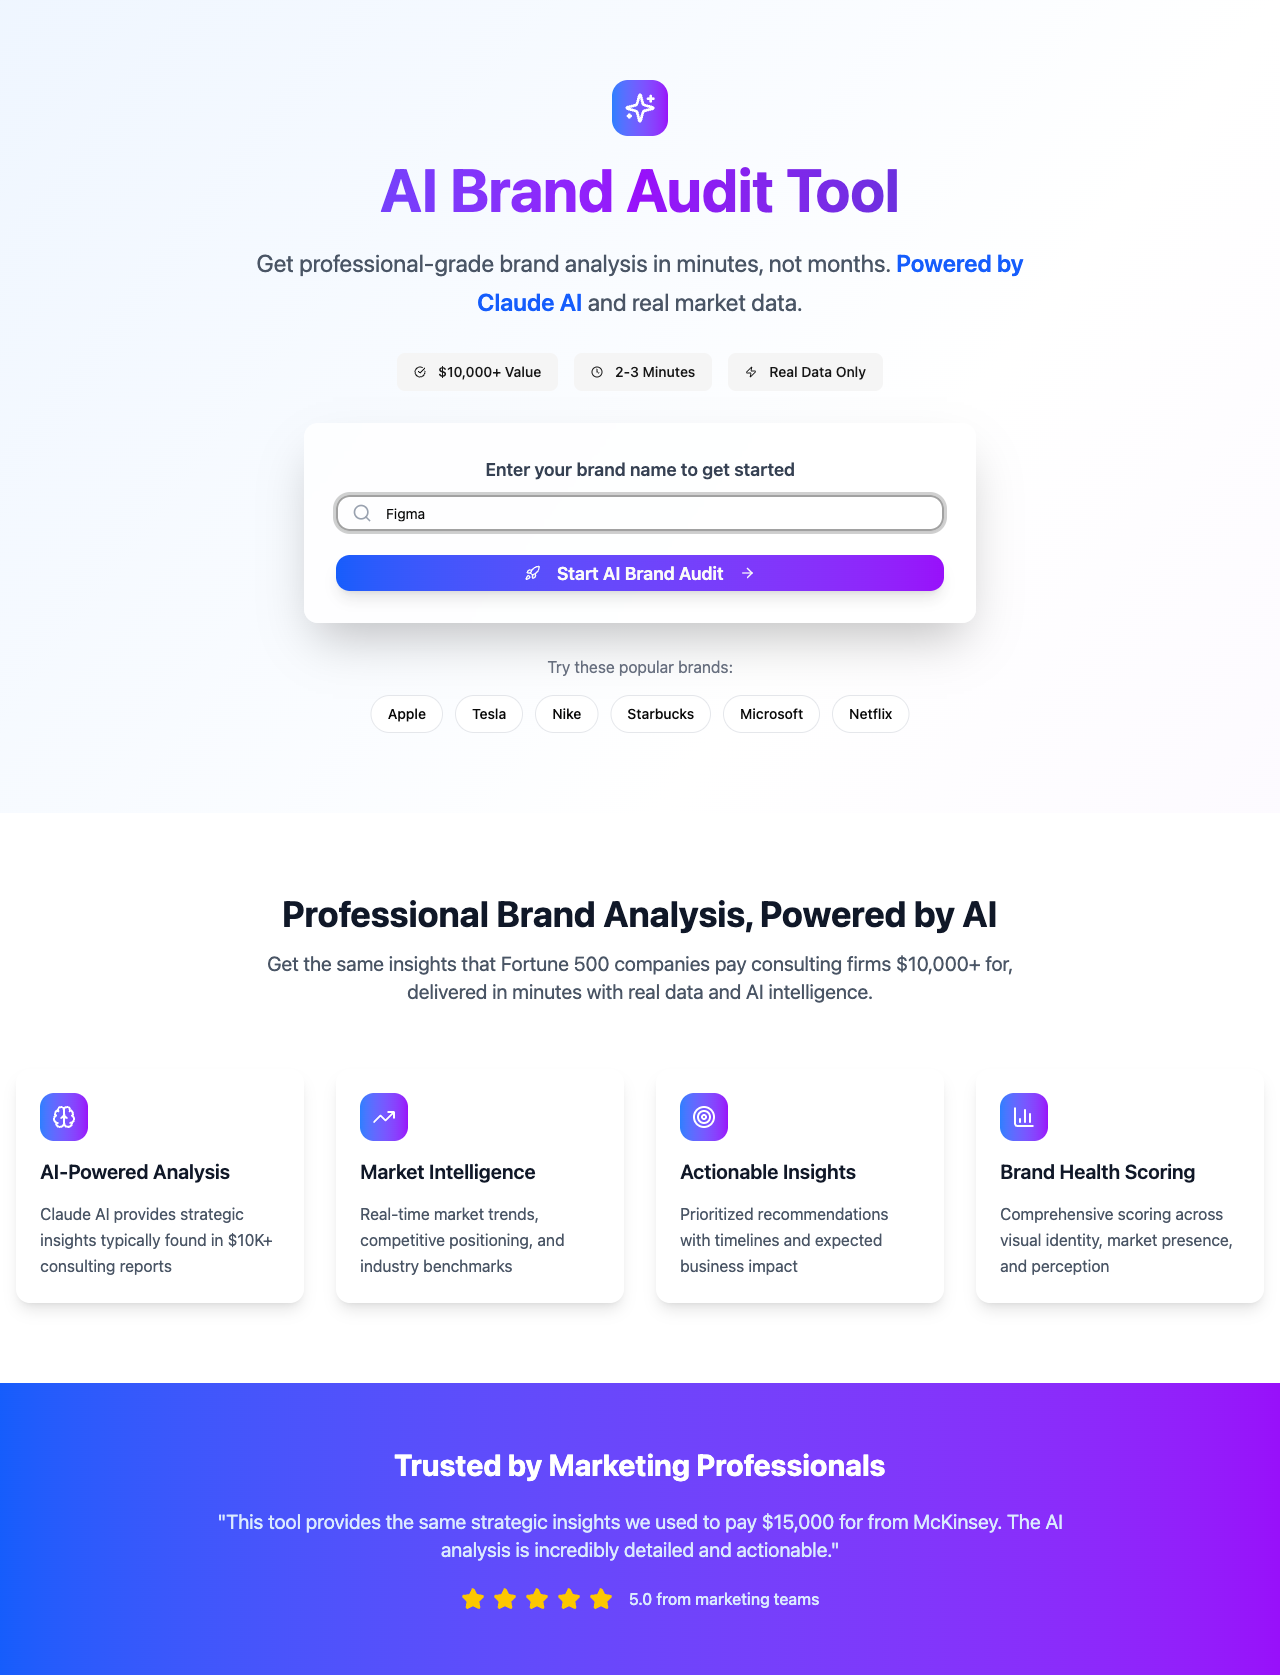 AI Brand Audit Tool
Get professional-grade brand analysis in minutes, not months. Powered by
Claude AI and real market data.
$10,000+ Value
2-3 Minutes
Real Data Only
Enter your brand name to get started
Figma
Start AI Brand Audit
Try these popular brands:
Apple
Tesla
Nike
Starbucks
Microsoft
Netflix
Professional Brand Analysis, Powered by AI
Get the same insights that Fortune 500 companies pay consulting firms $10,000+ for,
delivered in minutes with real data and AI intelligence.
AI-Powered Analysis
Claude AI provides strategic
insights typically found in $10K+
consulting reports
Market Intelligence
Real-time market trends,
competitive positioning, and
industry benchmarks
Actionable Insights
Prioritized recommendations
with timelines and expected
business impact
Brand Health Scoring
Comprehensive scoring across
visual identity, market presence,
and perception
Trusted by Marketing Professionals
"This tool provides the same strategic insights we used to pay $15,000 for from McKinsey. The AI
analysis is incredibly detailed and actionable."
5.0 from marketing teams